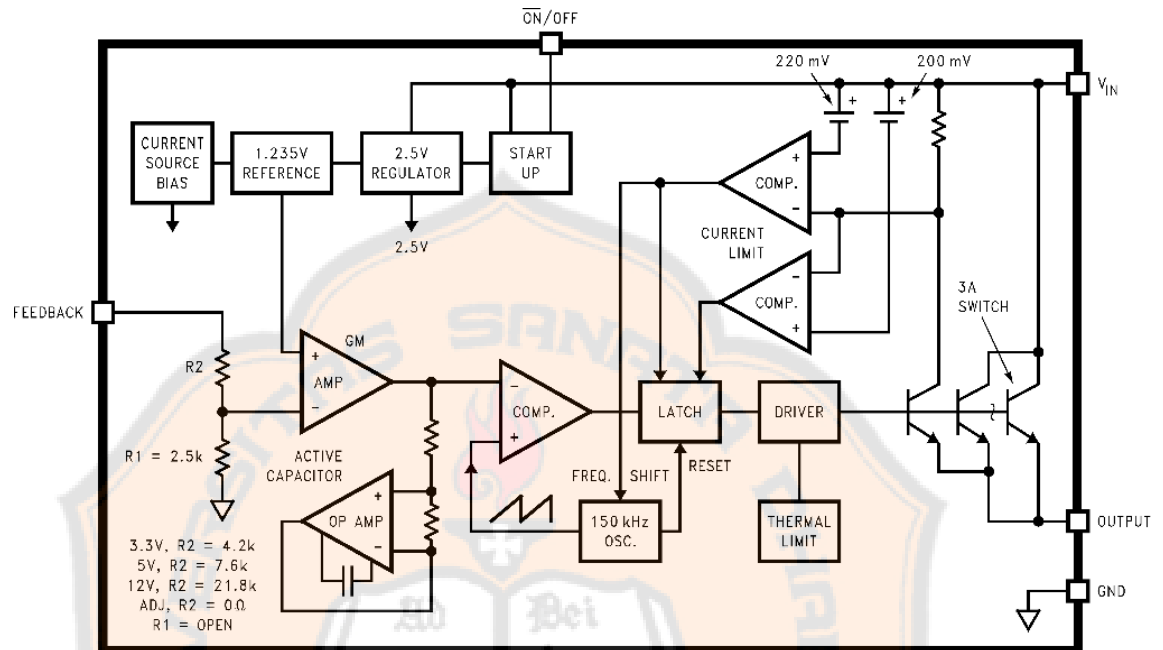 ON/OFF
220 mV
200 mV
VIN
CURRENT
SOURCE
BIAS
1.235V
REFERENCE
2.5V
REGULATOR
START
UP
+
+
+
COMP.
−
2.5V
CURRENT
LIMIT
−
COMP.
+
3A
SWITCH
FEEDBACK
R2
GM
+
AMP
−
−
COMP.
+
LATCH
DRIVER
R1 = 2.5k
ACTIVE
CAPACITOR
FREQ. SHIFT
RESET
+
OP AMP
−
150 kHz
OSC.
THERMAL
LIMIT
OUTPUT
3.3V, R2 = 4.2k
5V, R2 = 7.6k
12V, R2 = 21.8k
ADJ, R2 = 0Ω
R1 = OPEN
GND
SANATA
Ad
Dei